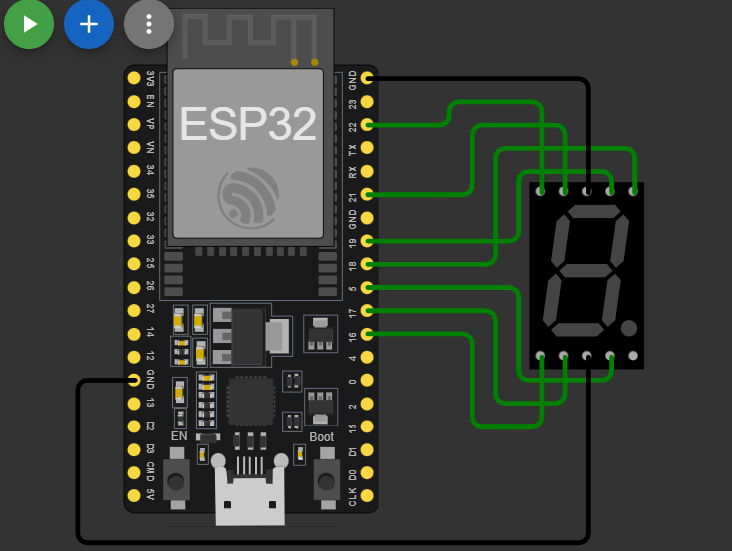 ESP32
3V3
EN
VP
VN
34
35
32
33
25
26
27
14
12
GND
13
D2
D3
CMD
5V
GND
23
22
TX
RX
21
GND
19
18
5
17
16
4
0
2
15
D1
D0
CLK
EN
Boot